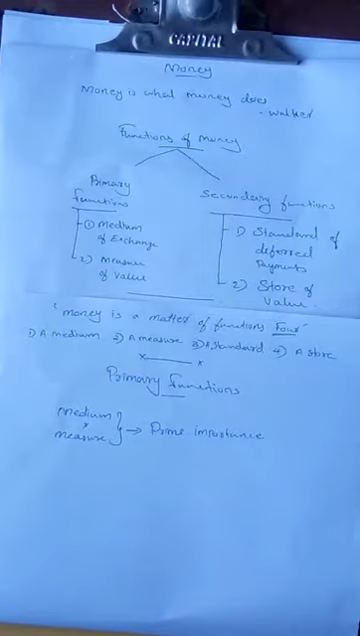 CAPITAL
Money
Money is what money does
- Walker
Functions of money
Primary
functions
1) Medium
of Exchange
2) Measure
of Value
Secondary functions
1) Standard of
deferred
Payments
2) Store of
Value
"Money is a matter of functions Four"
1) A medium 2) A measure 3) A Standard 4) A store
x x
Primary functions
Medium
x
measure } → Prime importance